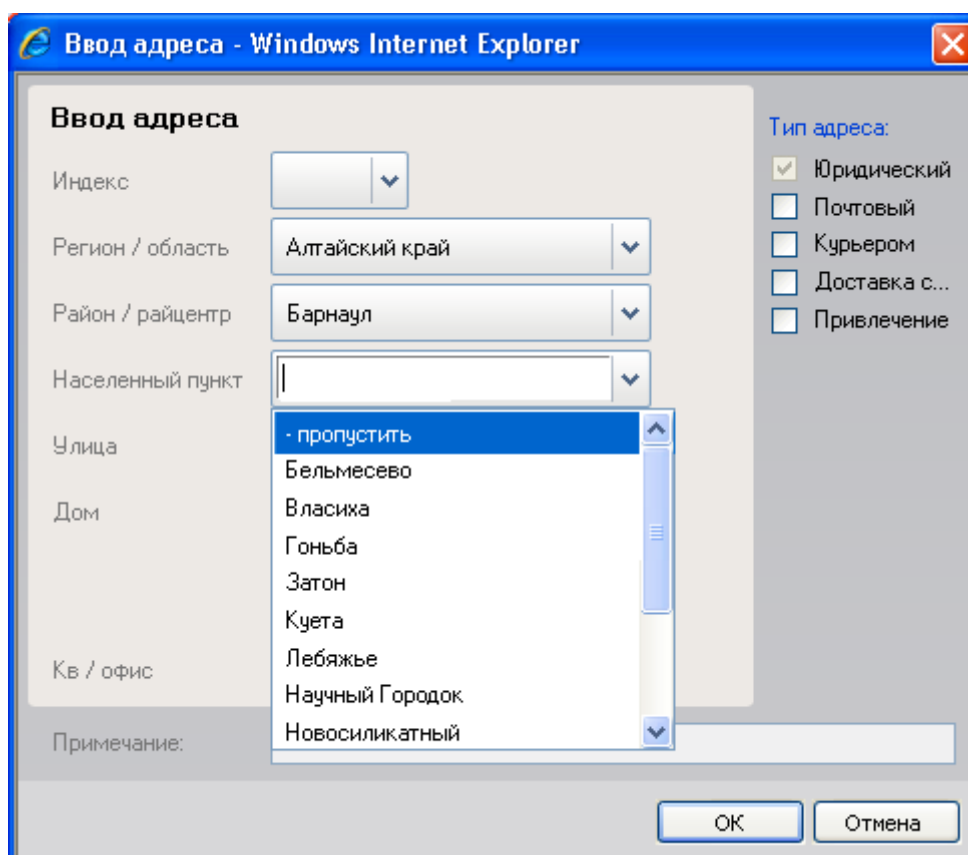 Ввод адреса - Windows Internet Explorer
Ввод адреса
Индекс
Регион / область
Алтайский край
Район / райцентр
Барнаул
Населенный пункт
Улица
Дом
Кв / офис
- пропустить
Бельмесево
Власиха
Гоньба
Затон
Куета
Лебяжье
Научный Городок
Новосиликатный
Примечание:
Тип адреса:
Юридический
Почтовый
Курьером
Доставка с...
Привлечение
ОК
Отмена